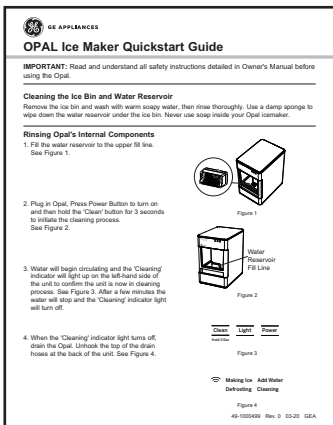 GE APPLIANCES
OPAL Ice Maker Quickstart Guide
IMPORTANT: Read and understand all safety instructions detailed in Owner's Manual before
using the Opal.
Cleaning the Ice Bin and Water Reservoir
Remove the ice bin and wash with warm soapy water, then rinse thoroughly. Use a damp sponge to
wipe down the water reservoir under the ice bin. Never use soap inside your Opal icemaker.
Rinsing Opal's Internal Components
1. Fill the water reservoir to the upper fill line.
See Figure 1.
Figure 1
2. Plug in Opal, Press Power Button to turn on
and then hold the 'Clean' button for 3 seconds
to initiate the cleaning process.
See Figure 2.
Water
Reservoir
Fill Line
Figure 2
3. Water will begin circulating and the 'Cleaning'
indicator will light up on the left-hand side of
the unit to confirm the unit is now in cleaning
process. See Figure 3. After a few minutes the
water will stop and the 'Cleaning' indicator light
will turn off.
Clean Light Power
Hold 3 Sec
Figure 3
4. When the 'Cleaning' indicator light turns off,
drain the Opal. Unhook the top of the drain
hoses at the back of the unit. See Figure 4.
Making Ice Add Water
Defrosting Cleaning
Figure 4
49-1000499 Rev. 0 03-20 GEA